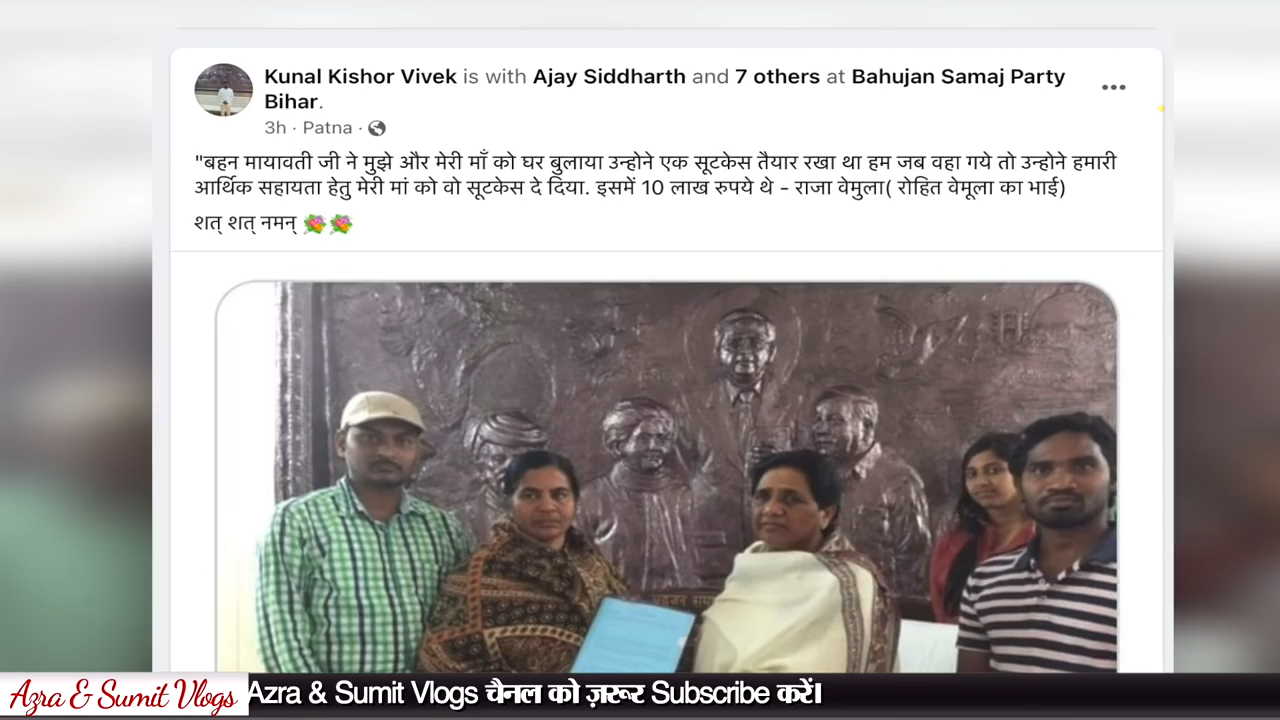 Kunal Kishor Vivek is with Ajay Siddharth and 7 others at Bahujan Samaj Party
Bihar.
3h · Patna ·
"बहन मायावती जी ने मुझे और मेरी माँ को घर बुलाया उन्होने एक सूटकेस तैयार रखा था हम जब वहा गये तो उन्होने हमारी
आर्थिक सहायता हेतु मेरी मां को वो सूटकेस दे दिया. इसमें 10 लाख रुपये थे - राजा वेमुला( रोहित वेमूला का भाई)
शत् शत् नमन् 💐💐
Azra & Sumit Vlogs
Azra & Sumit Vlogs चैनल को ज़रूर Subscribe करें।